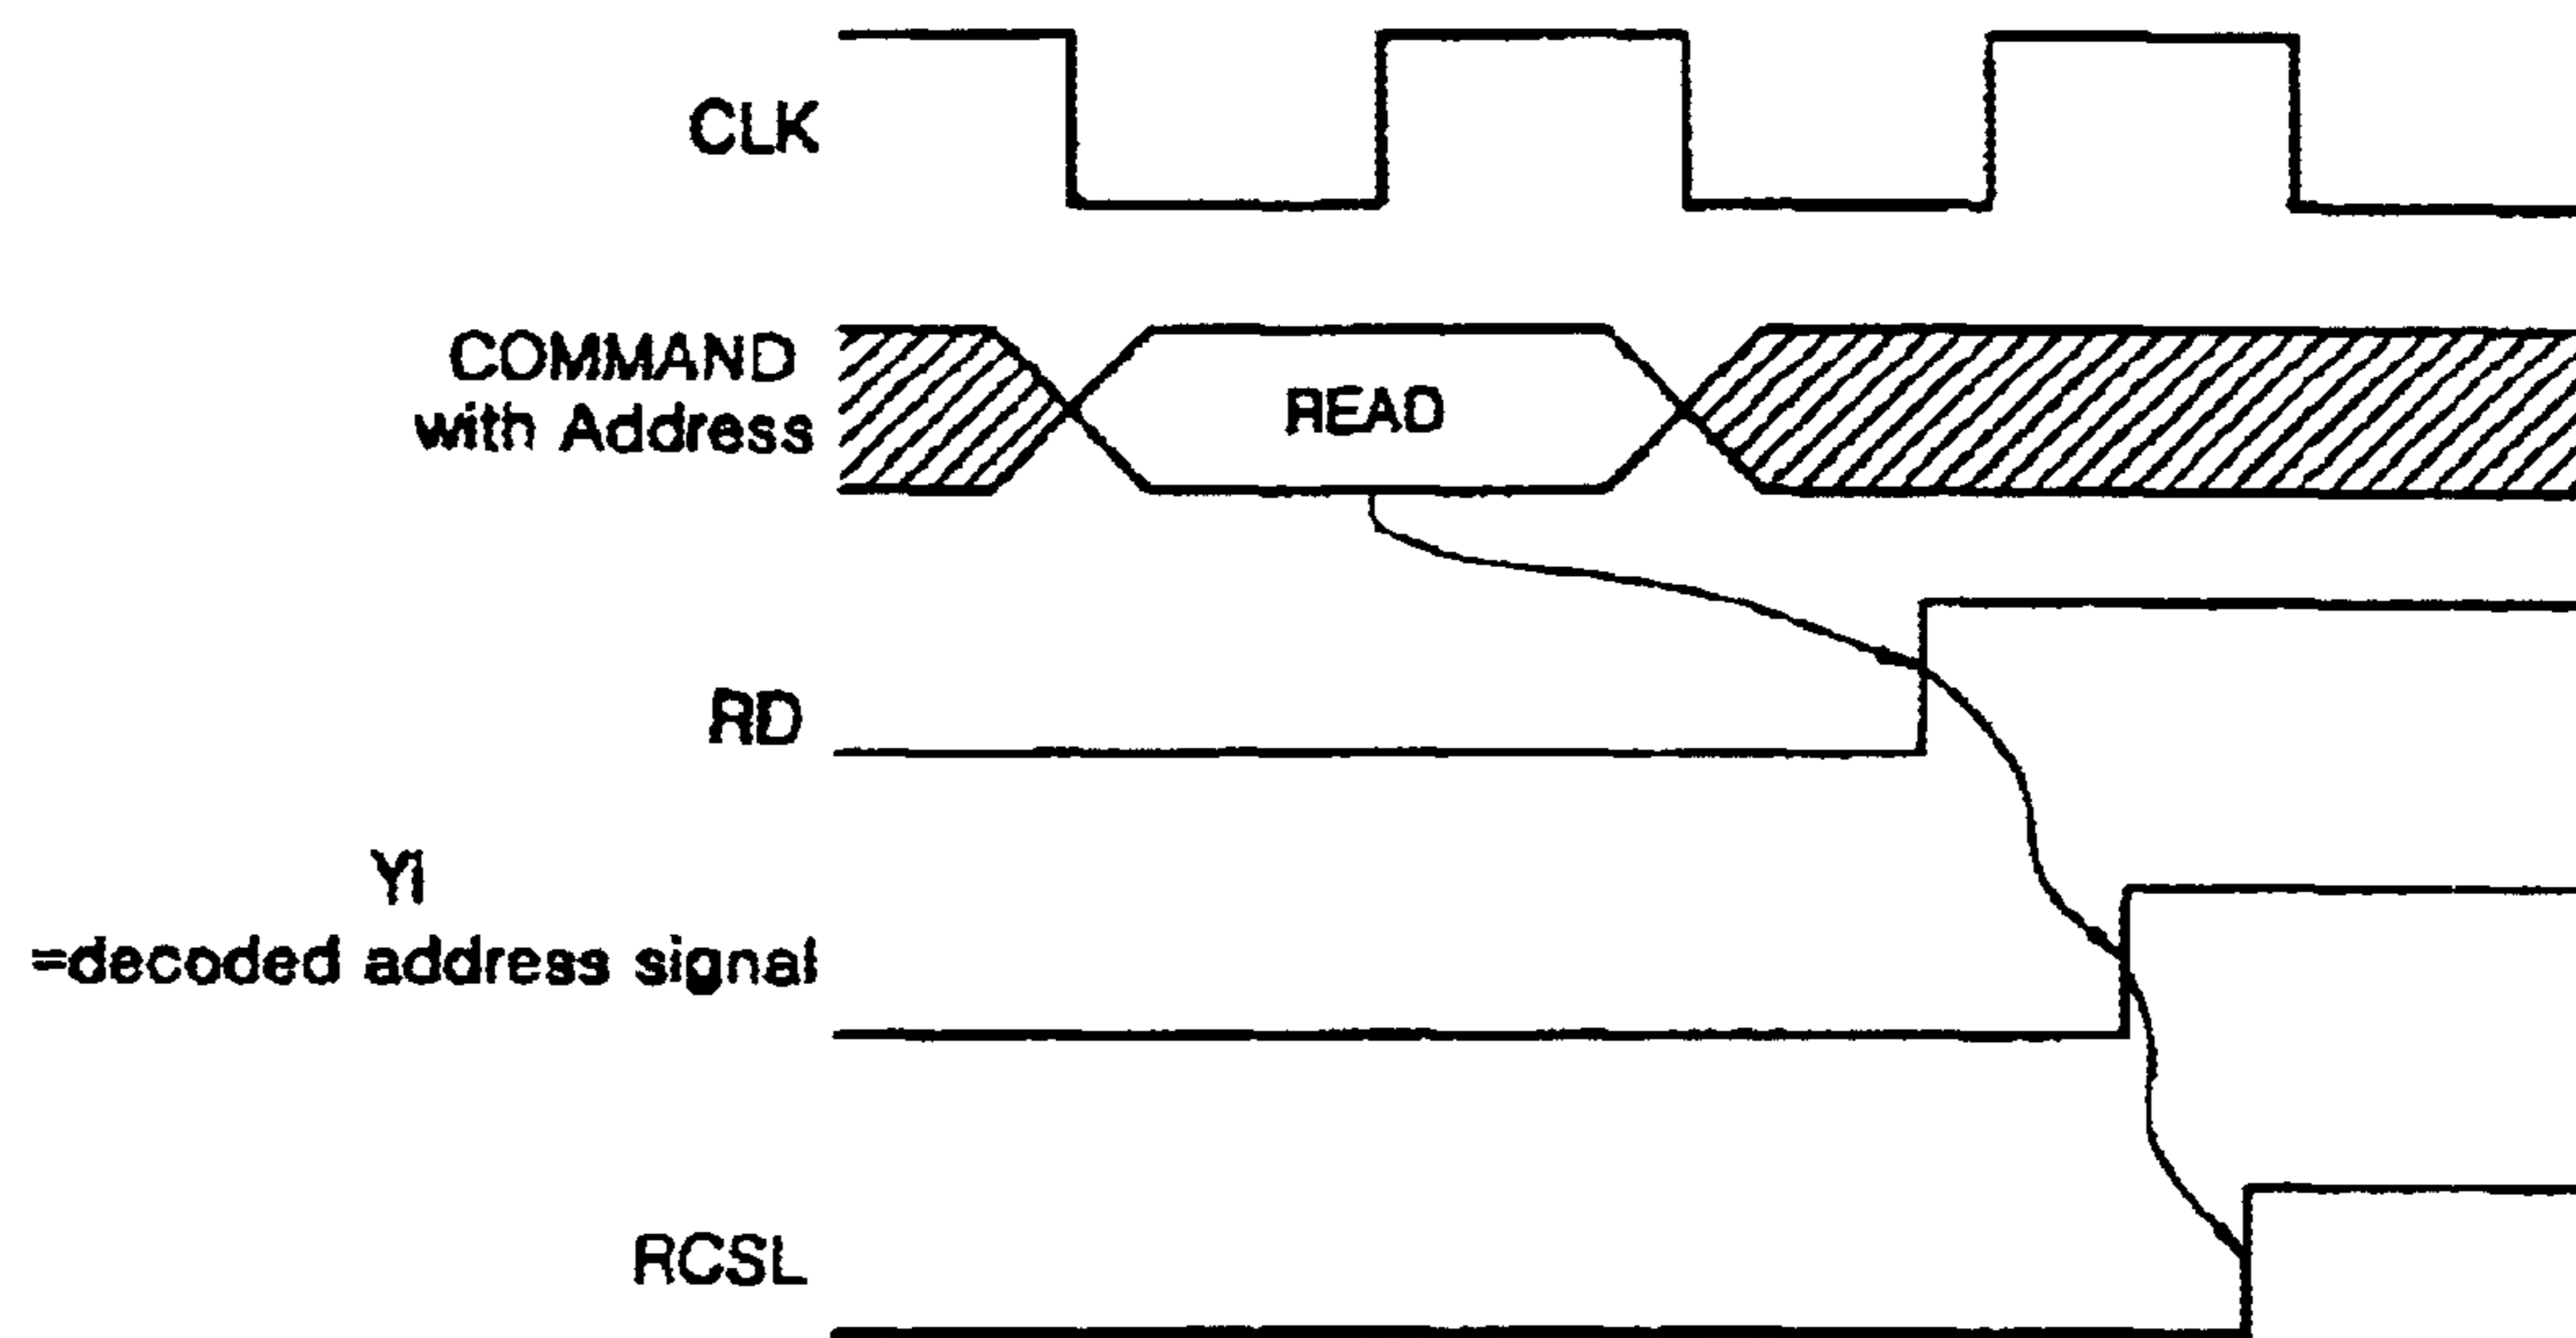 CLK
COMMAND
with Address
READ
RD
Yi
=decoded address signal
RCSL